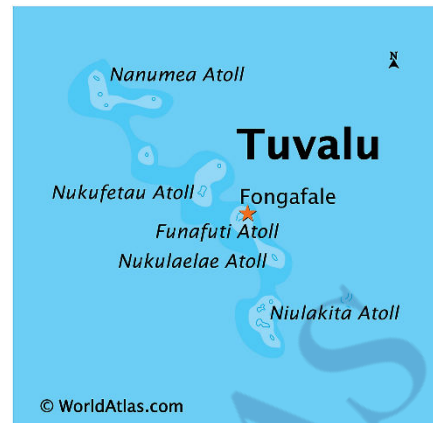 N
Nanumea Atoll
Tuvalu
Nukufetau Atoll
Fongafale
Funafuti Atoll
Nukulaelae Atoll
Niulakita Atoll
© WorldAtlas.com